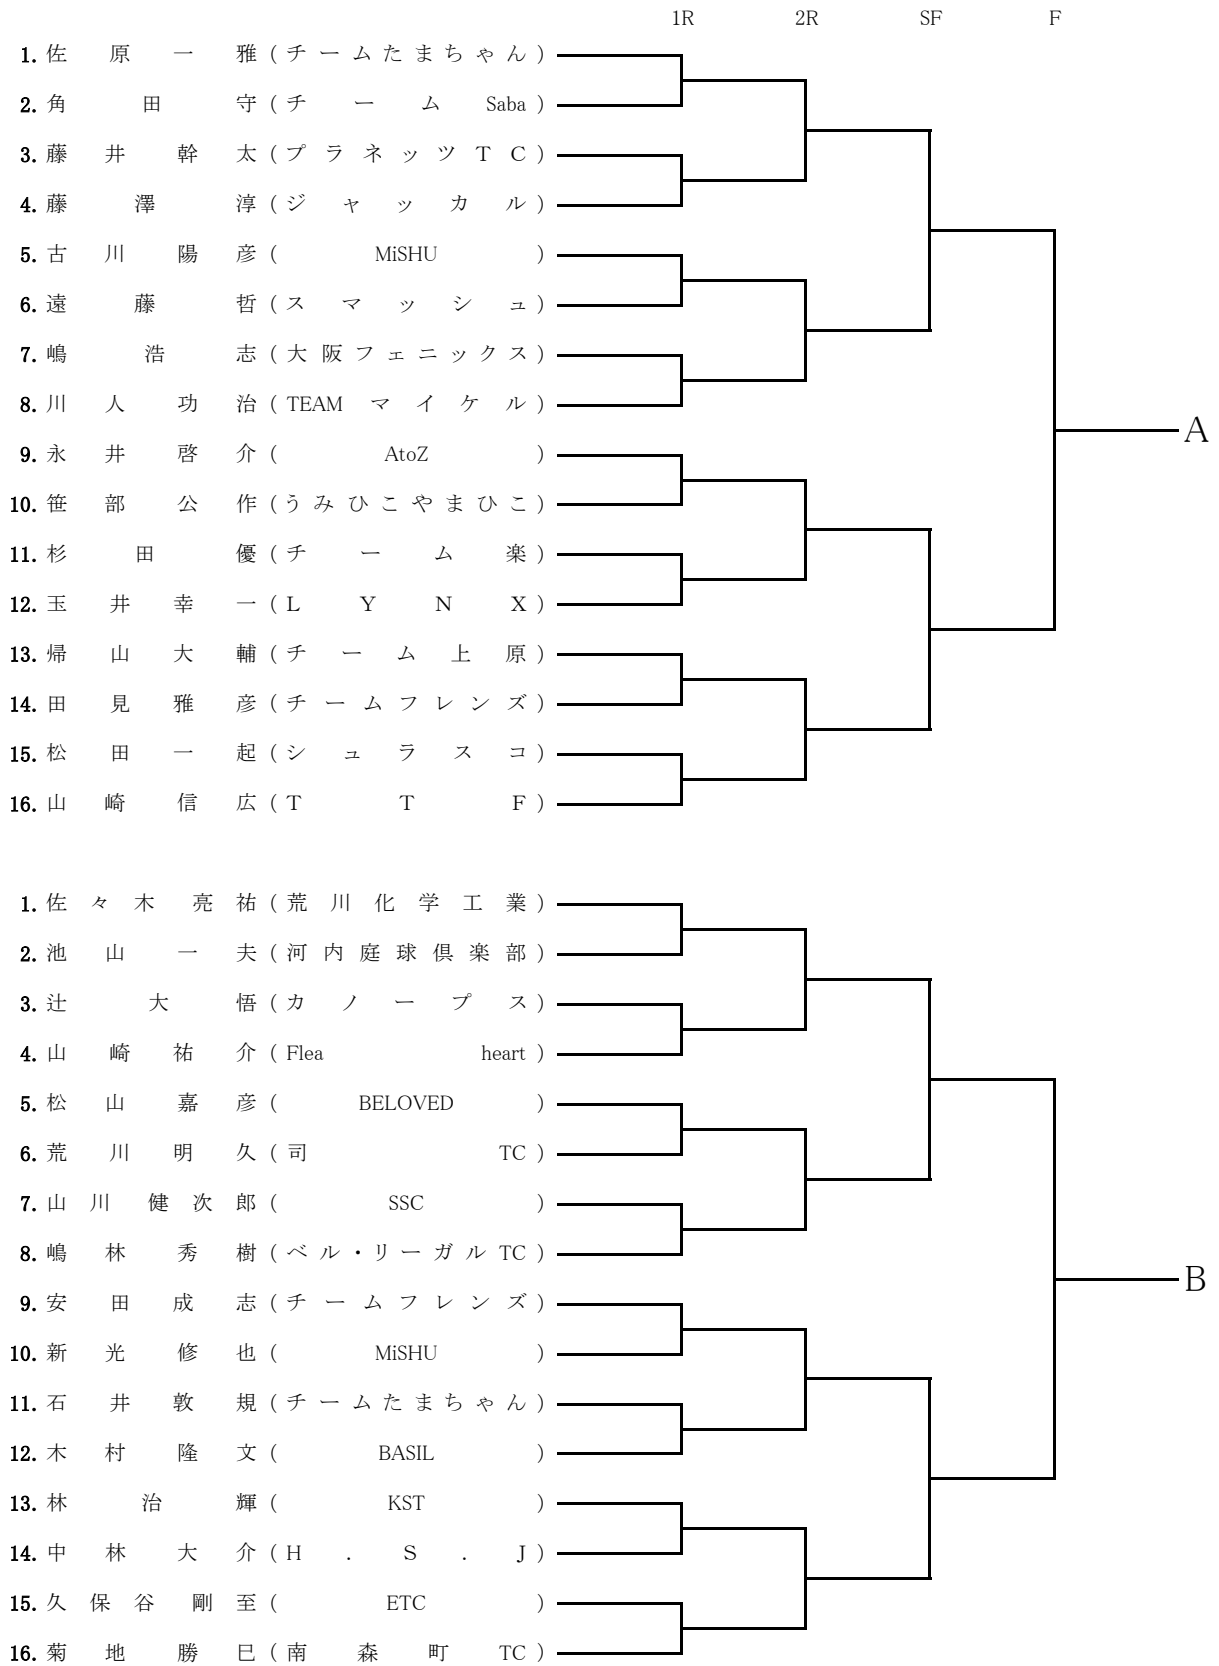 1R 2R SF F
1. 佐原一雅 (チームたまちゃん)
2. 角田守 (チームSaba)
3. 藤井幹太 (プラネッツTC)
4. 藤澤淳 (ジャッカル)
5. 古川陽彦 (MiSHU)
6. 遠藤哲 (スマッシュ)
7. 嶋浩志 (大阪フェニックス)
8. 川人功治 (TEAMマイケル)
A
9. 永井啓介 (AtoZ)
10. 笹部公作 (うみひこやまひこ)
11. 杉田優 (チーム楽)
12. 玉井幸一 (LYNX)
13. 帰山大輔 (チーム上原)
14. 田見雅彦 (チームフレンズ)
15. 松田一起 (シュラスコ)
16. 山崎信広 (TTF)
1. 佐々木亮祐 (荒川化学工業)
2. 池山一夫 (河内庭球倶楽部)
3. 辻大悟 (カノープス)
4. 山崎祐介 (Flea heart)
5. 松山嘉彦 (BELOVED)
6. 荒川明久 (司TC)
7. 山川健次郎 (SSC)
8. 嶋林秀樹 (ベル・リーガルTC)
B
9. 安田成志 (チームフレンズ)
10. 新光修也 (MiSHU)
11. 石井敦規 (チームたまちゃん)
12. 木村隆文 (BASIL)
13. 林治輝 (KST)
14. 中林大介 (H.S.J)
15. 久保谷剛至 (ETC)
16. 菊地勝巳 (南森町TC)